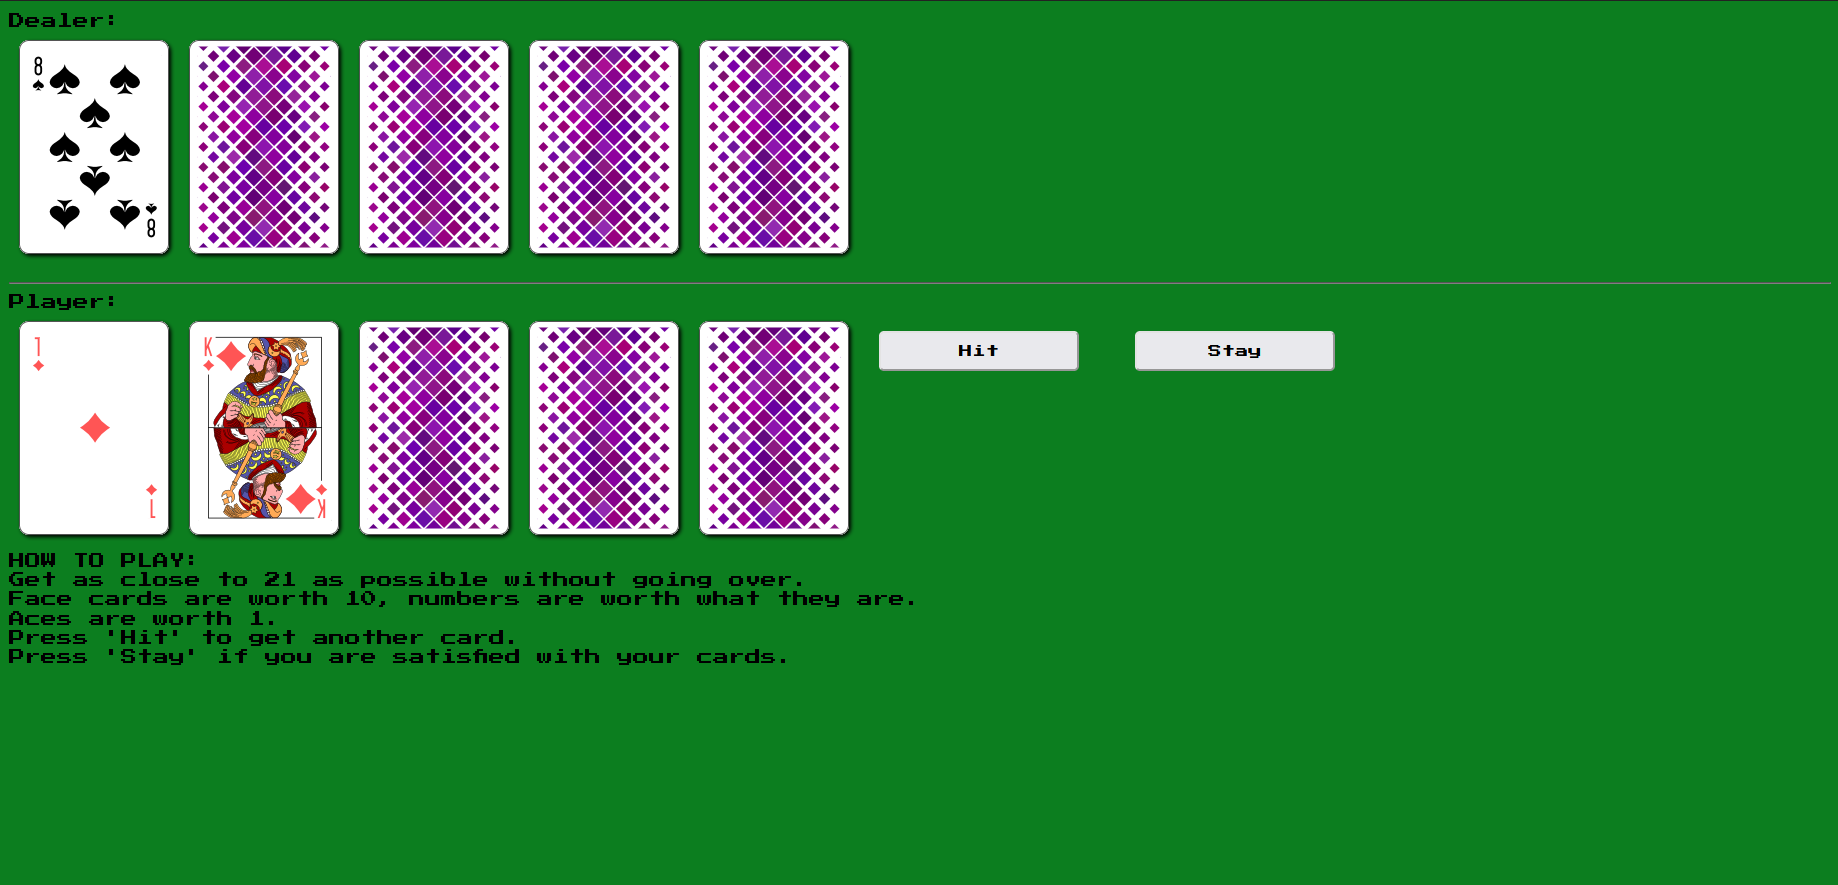 Dealer:
8
8
Player:
1
1
K
K
Hit
Stay
HOW TO PLAY:
Get as close to 21 as possible without going over.
Face cards are worth 10, numbers are worth what they are.
Aces are worth 1.
Press 'Hit' to get another card.
Press 'Stay' if you are satisfied with your cards.